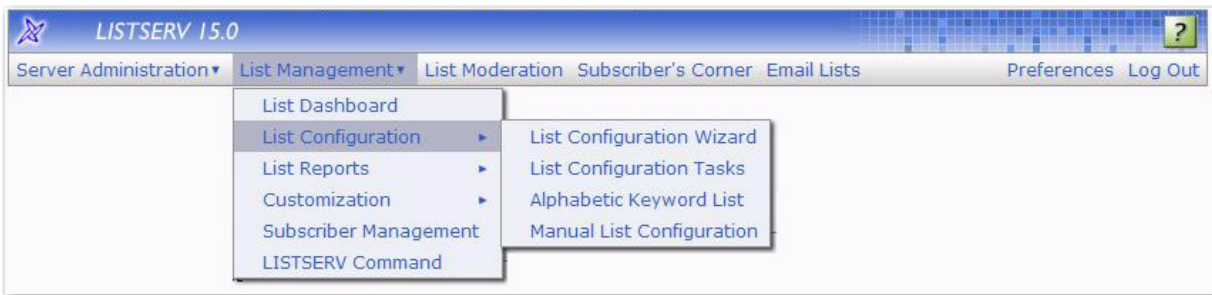 LISTSERV 15.0
?
Server Administration▾ List Management▾ List Moderation Subscriber's Corner Email Lists Preferences Log Out
List Dashboard
List Configuration ▸
List Configuration Wizard
List Reports ▸
List Configuration Tasks
Customization ▸
Alphabetic Keyword List
Subscriber Management
Manual List Configuration
LISTSERV Command